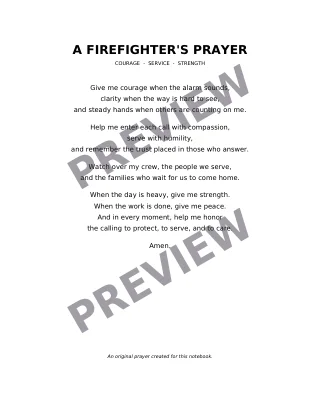 A FIREFIGHTER'S PRAYER
COURAGE - SERVICE - STRENGTH
Give me courage when the alarm sounds,
clarity when the way is hard to see,
and steady hands when others are counting on me.
Help me enter each call with compassion,
serve with humility,
and remember the trust placed in those who answer.
Watch over my crew, the people we serve,
and the families who wait for us to come home.
When the day is heavy, give me strength.
When the work is done, give me peace.
And in every moment, help me honor
the calling to protect, to serve, and to care.
Amen.
An original prayer created for this notebook.
PREVIEW
PREVIEW